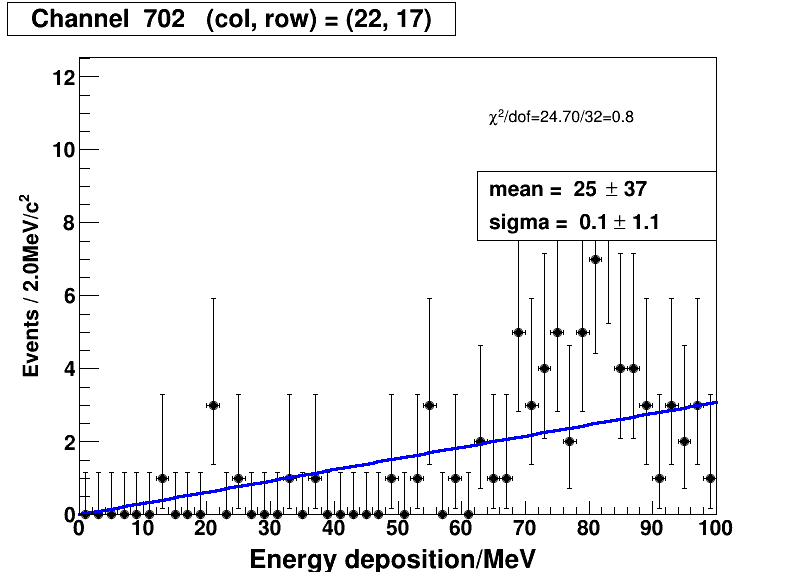 Channel 702 (col, row) = (22, 17)
χ²/dof=24.70/32=0.8
mean = 25 ± 37
sigma = 0.1 ± 1.1
Events / 2.0MeV/c²
12
10
8
6
4
2
0
0 10 20 30 40 50 60 70 80 90 100
Energy deposition/MeV